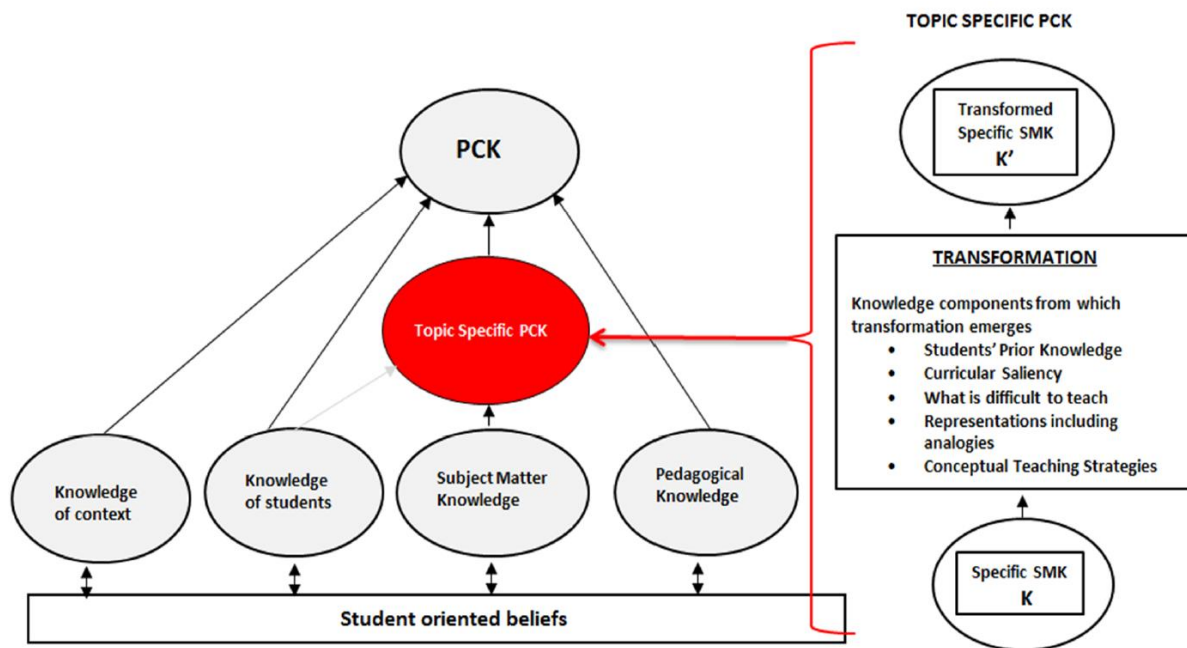 TOPIC SPECIFIC PCK
PCK
Topic Specific PCK
Knowledge
of context
Knowledge
of students
Subject Matter
Knowledge
Pedagogical
Knowledge
Student oriented beliefs
Transformed
Specific SMK
K’
TRANSFORMATION
Knowledge components from which
transformation emerges
• Students’ Prior Knowledge
• Curricular Saliency
• What is difficult to teach
• Representations including
analogies
• Conceptual Teaching Strategies
Specific SMK
K